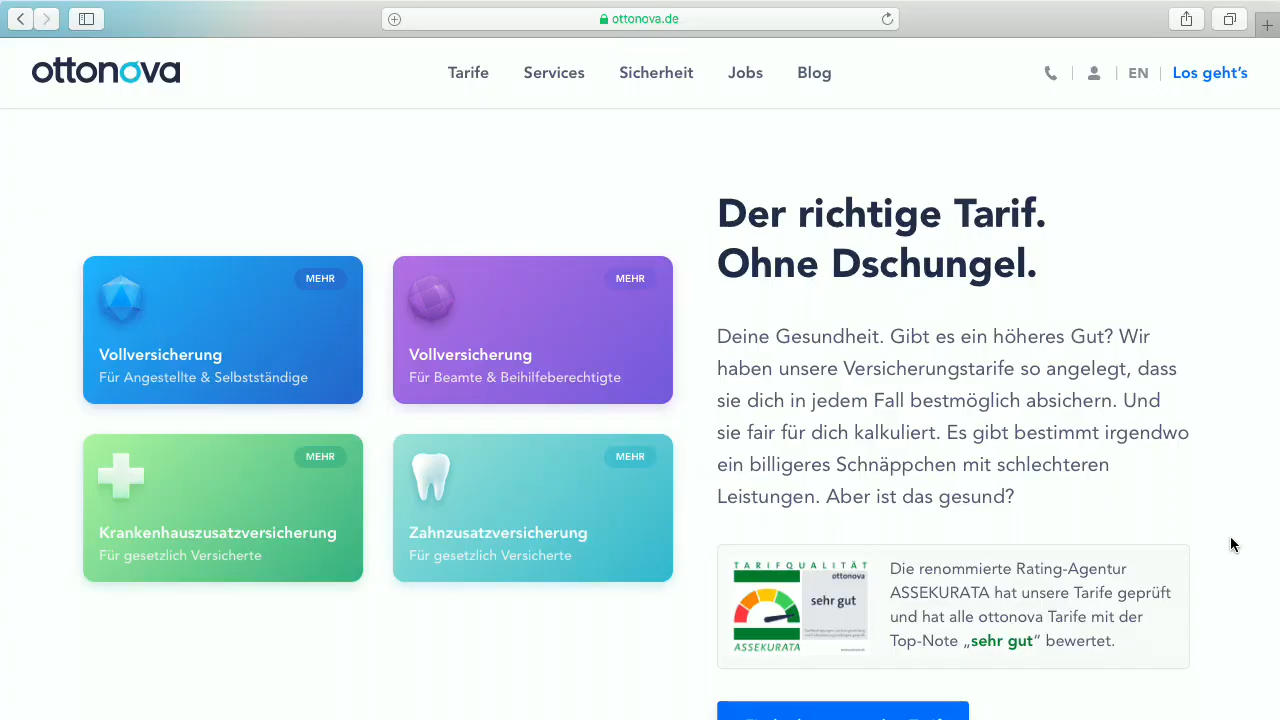 ottonova.de
ottonova
Tarife
Services
Sicherheit
Jobs
Blog
EN
Los geht's
Der richtige Tarif.
Ohne Dschungel.
MEHR
Vollversicherung
Für Angestellte & Selbstständige
MEHR
Vollversicherung
Für Beamte & Beihilfeberechtigte
MEHR
Krankenhauszusatzversicherung
Für gesetzlich Versicherte
MEHR
Zahnzusatzversicherung
Für gesetzlich Versicherte
Deine Gesundheit. Gibt es ein höheres Gut? Wir
haben unsere Versicherungstarife so angelegt, dass
sie dich in jedem Fall bestmöglich absichern. Und
sie fair für dich kalkuliert. Es gibt bestimmt irgendwo
ein billigeres Schnäppchen mit schlechteren
Leistungen. Aber ist das gesund?
TARIFQUALITÄT
ottonova
sehr gut
ASSEKURATA
Die renommierte Rating-Agentur
ASSEKURATA hat unsere Tarife geprüft
und hat alle ottonova Tarife mit der
Top-Note „sehr gut“ bewertet.